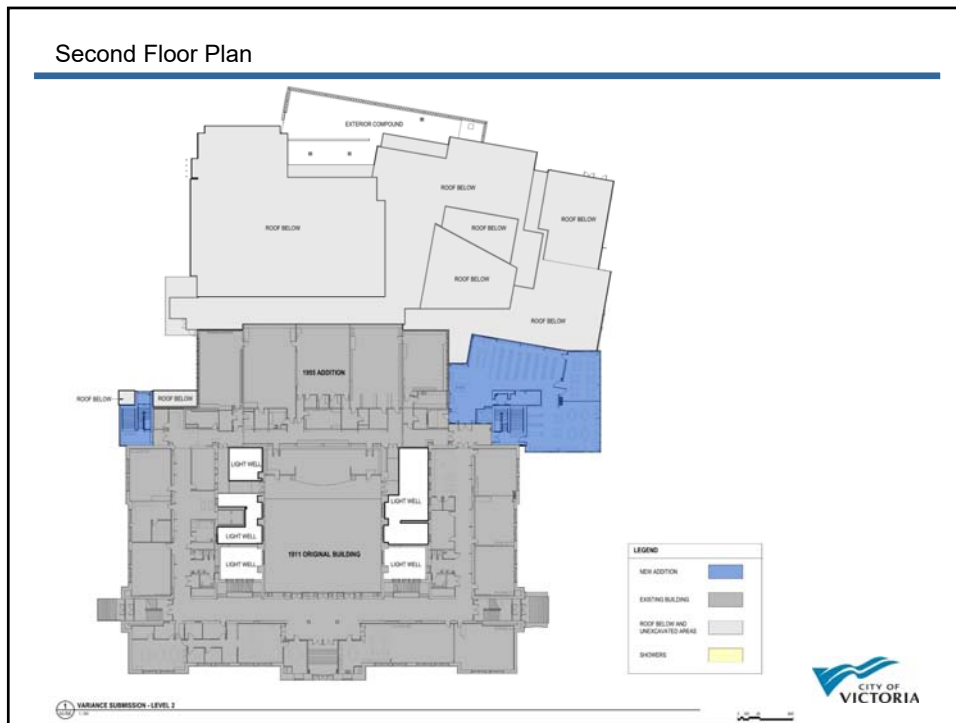 Second Floor Plan
EXTERIOR COMPOUND
ROOF BELOW
ROOF BELOW
ROOF BELOW
ROOF BELOW
ROOF BELOW
ROOF BELOW
1955 ADDITION
ROOF BELOW
ROOF BELOW
LIGHT WELL
LIGHT WELL
LIGHT WELL
1911 ORIGINAL BUILDING
LIGHT WELL
LIGHT WELL
LEGEND
NEW ADDITION
EXISTING BUILDING
ROOF BELOW AND
UNEXCAVATED AREAS
SHOWERS
1
VARIANCE SUBMISSION - LEVEL 2
CITY OF
VICTORIA